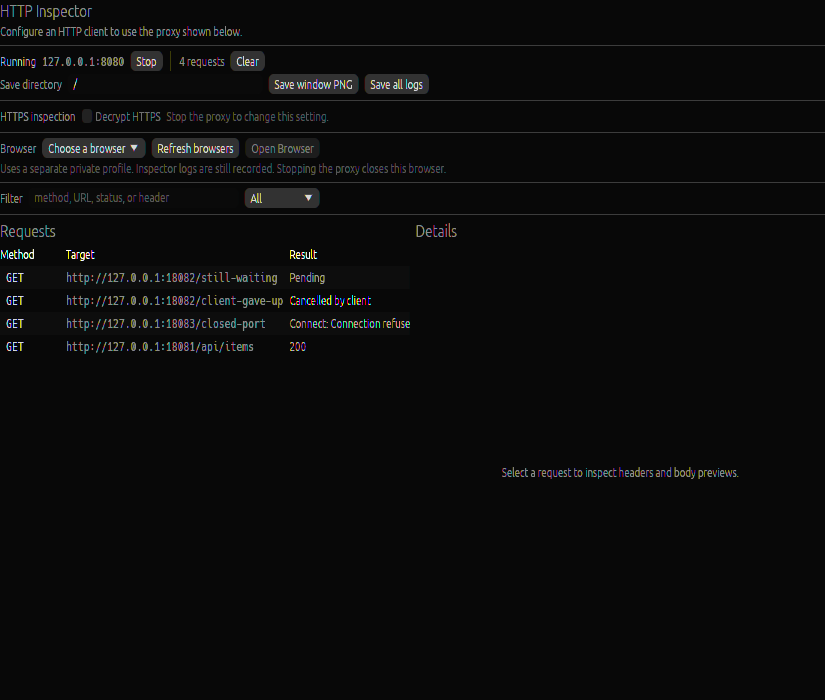 HTTP Inspector
Configure an HTTP client to use the proxy shown below.
Running 127.0.0.1:8080 Stop 4 requests Clear
Save directory / Save window PNG Save all logs
HTTPS inspection Decrypt HTTPS Stop the proxy to change this setting.
Browser Choose a browser Refresh browsers Open Browser
Uses a separate private profile. Inspector logs are still recorded. Stopping the proxy closes this browser.
Filter method, URL, status, or header All
Requests Details
Method Target Result
GET http://127.0.0.1:18082/still-waiting Pending
GET http://127.0.0.1:18082/client-gave-up Cancelled by client
GET http://127.0.0.1:18083/closed-port Connect: Connection refuse
GET http://127.0.0.1:18081/api/items 200
Select a request to inspect headers and body previews.